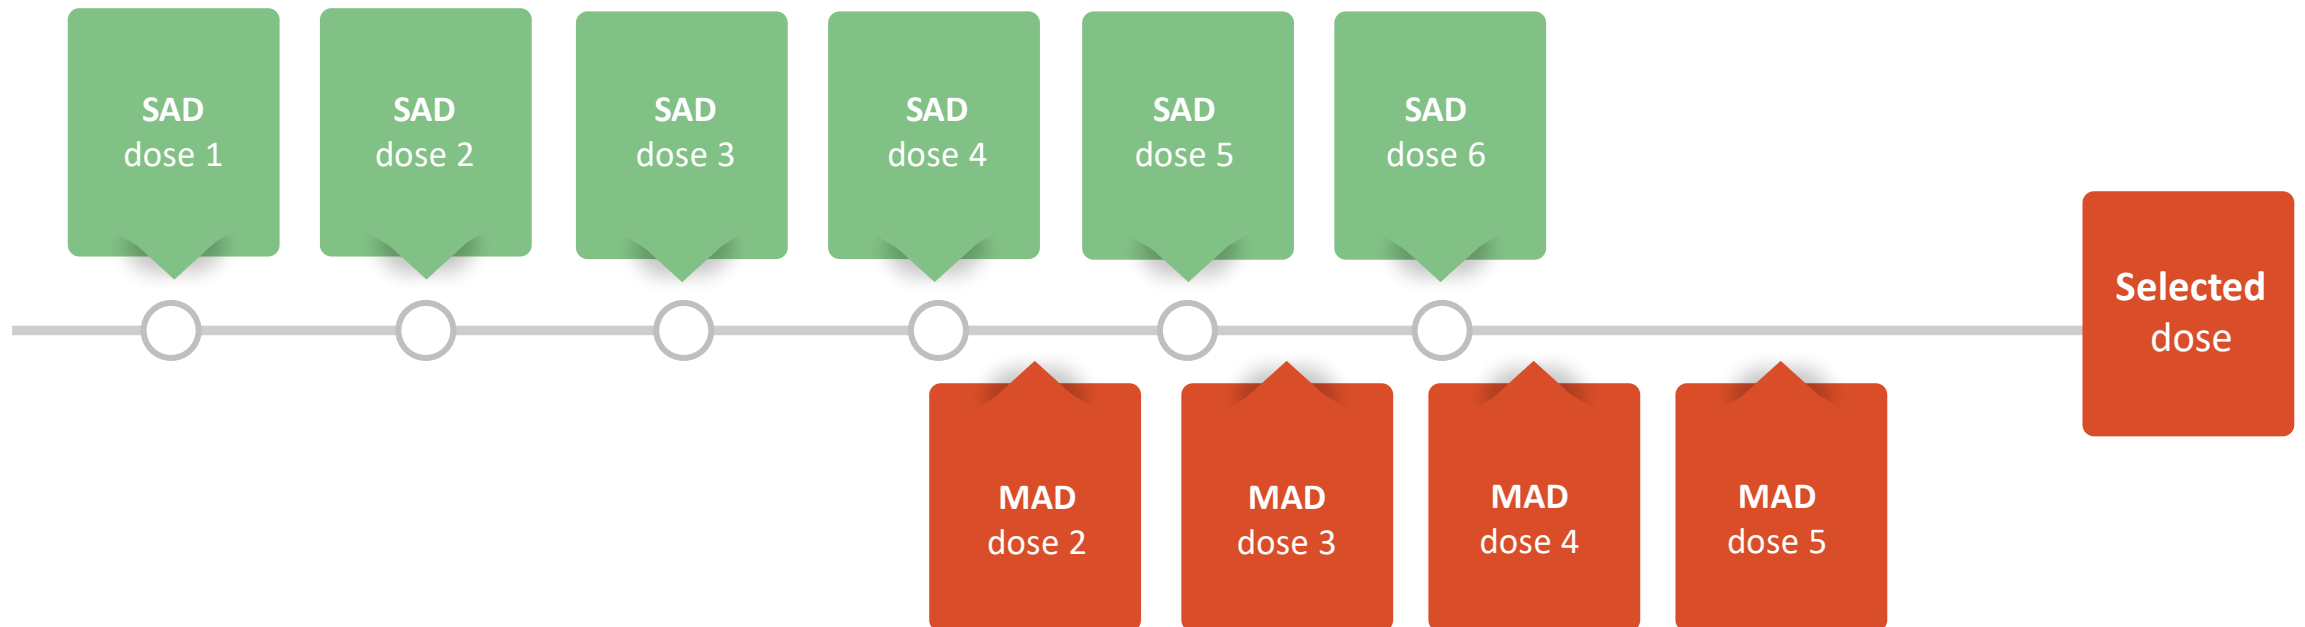 SAD
dose 1
SAD
dose 2
SAD
dose 3
SAD
dose 4
SAD
dose 5
SAD
dose 6
Selected
dose
MAD
dose 2
MAD
dose 3
MAD
dose 4
MAD
dose 5